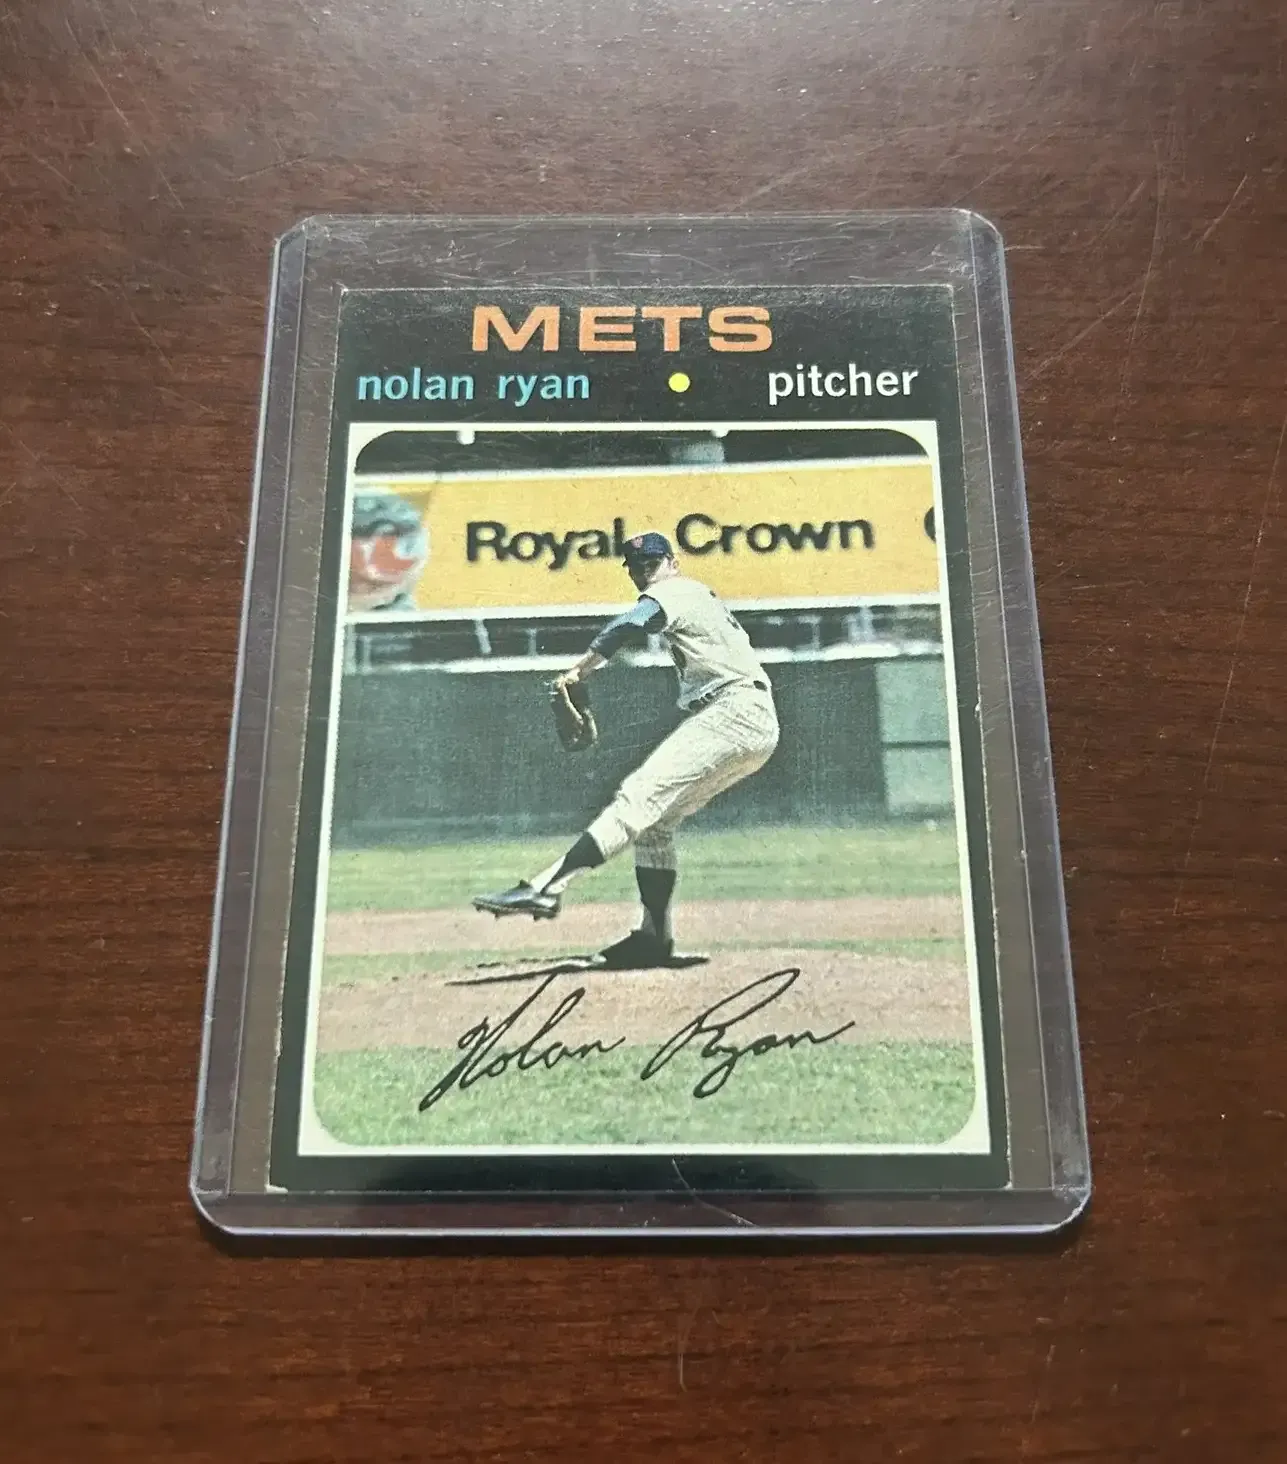 METS
nolan ryan • pitcher
Royal Crown
Nolan Ryan